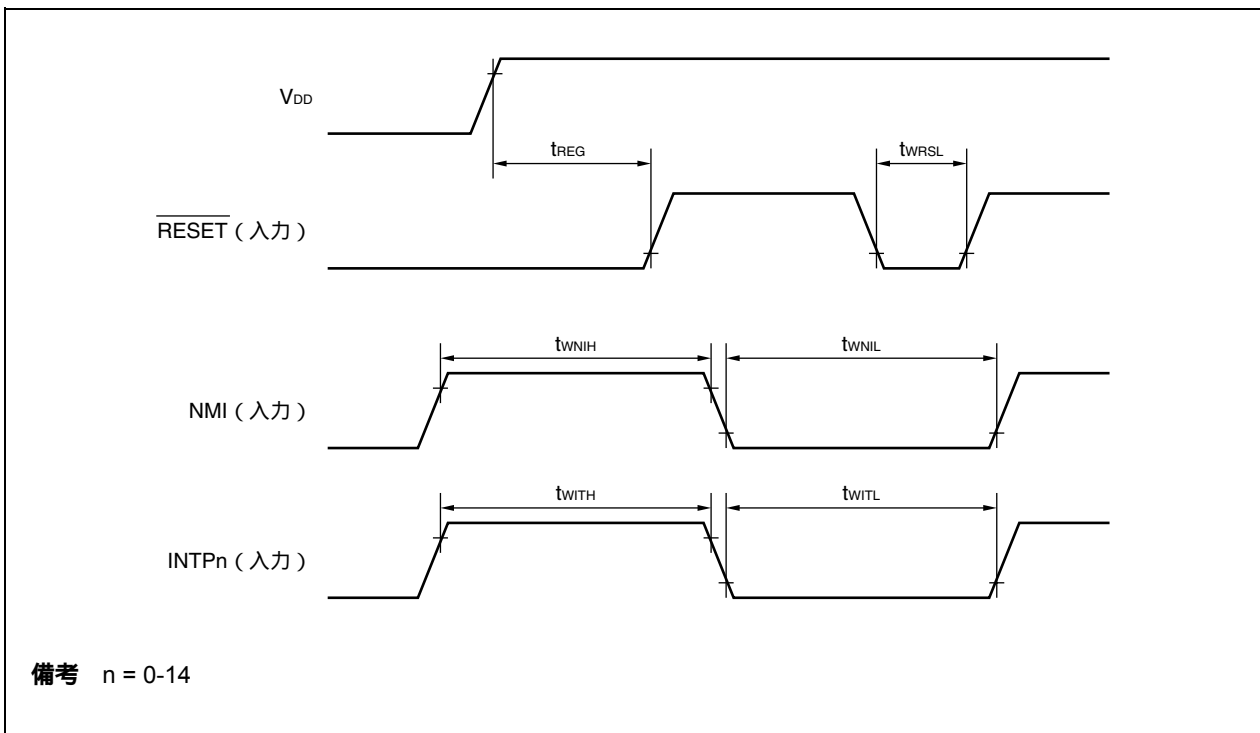 VDD
tREG
tWRSL
RESET（入力）
tWNIH
tWNIL
NMI（入力）
tWITH
tWITL
INTPn（入力）
備考 n = 0-14